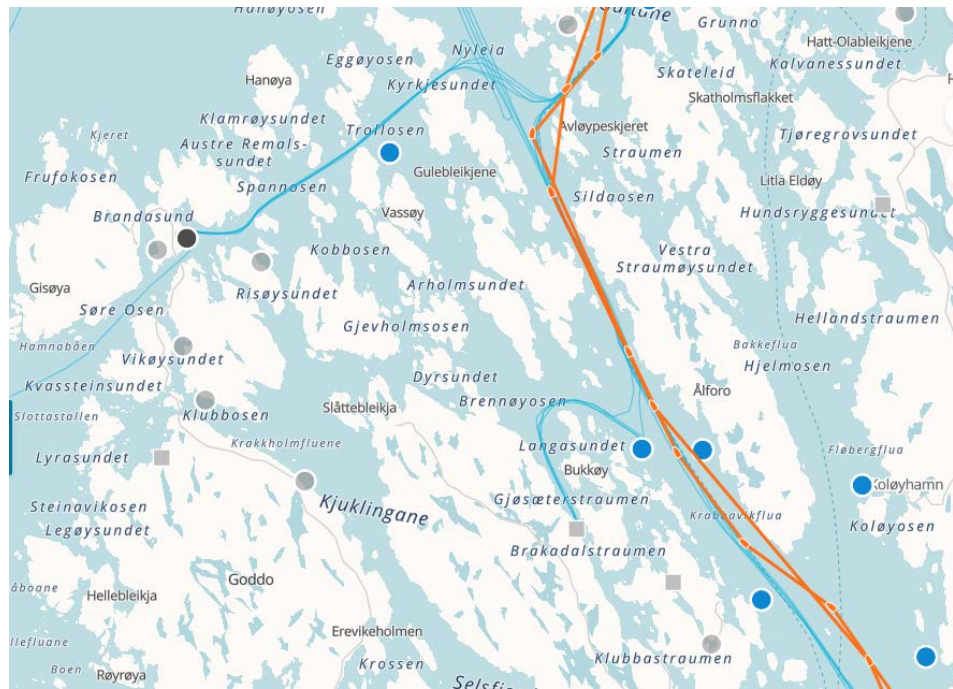 Hanøyosen
Nyleia
Eggøyosen
Kyrkjesundet
Hanøya
Klamrøysundet
Trollosen
Kjeret
Austre Remals-
sundet
Frufokosen
Spannosen
Gulebleikjene
Grunno
Hatt-Olableikjene
Kalvanessundet
Skateleid
Skatholmsflakket
Avløypeskjeret
Straumen
Tjøregrovsundet
Litla Eldøy
Sildaosen
Hundsryggesundet
Brandasund
Vassøy
Kobbosen
Vestra
Straumøysundet
Gisøya
Risøysundet
Arholmsundet
Søre Osen
Gjevholmsosen
Hellandstraumen
Hamnabåen
Vikøysundet
Bakkeflua
Hjelmosen
Kvassteinsundet
Dyrsundet
Ålforo
Brennøyosen
Slåttebleikja
Slottastallen
Klubbosen
Krakkholmfluene
Langasundet
Fløbergflua
Lyrasundet
Bukkøy
Koløyhamn
Gjøsæterstraumen
Kjuklingane
Steinavikosen
Krabbavikflua
Legøysundet
Koløyosen
Bråkadalstraumen
Goddo
Hellebleikja
Erevikeholmen
Klubbastraumen
Krossen
Boen
Røyrøya